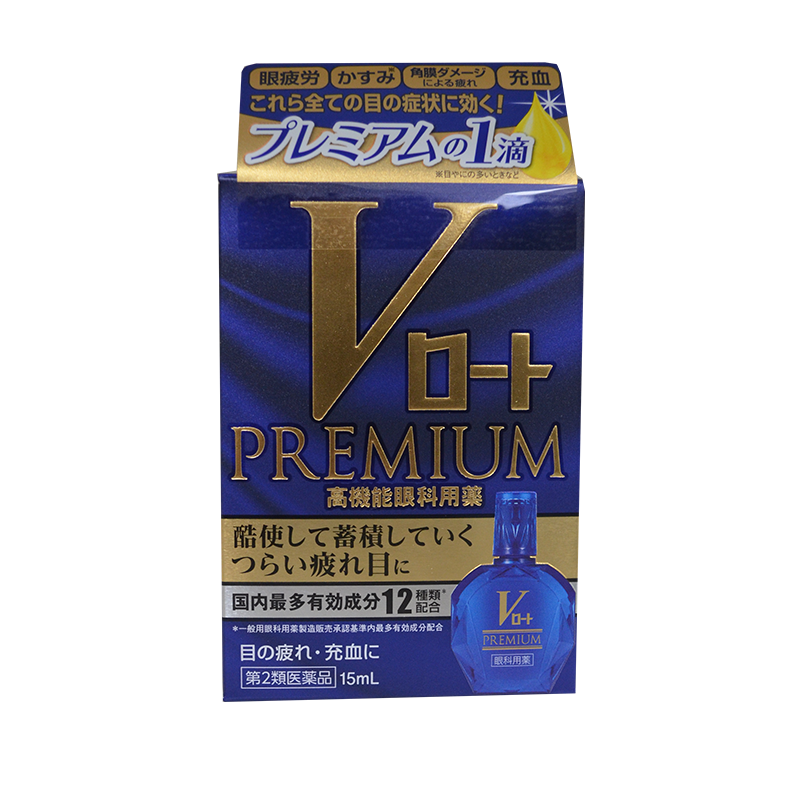 眼疲労 かすみ※ 角膜ダメージによる疲れ 充血
これら全ての目の症状に効く!
プレミアムの1滴
※目やにの多いときなど
Vロート
PREMIUM
高機能眼科用薬
酷使して蓄積していく
つらい疲れ目に
国内最多有効成分12種類配合*
*一般用眼科用薬製造販売承認基準内最多有効成分配合
目の疲れ・充血に
第2類医薬品 15mL
Vロート
PREMIUM
眼科用薬